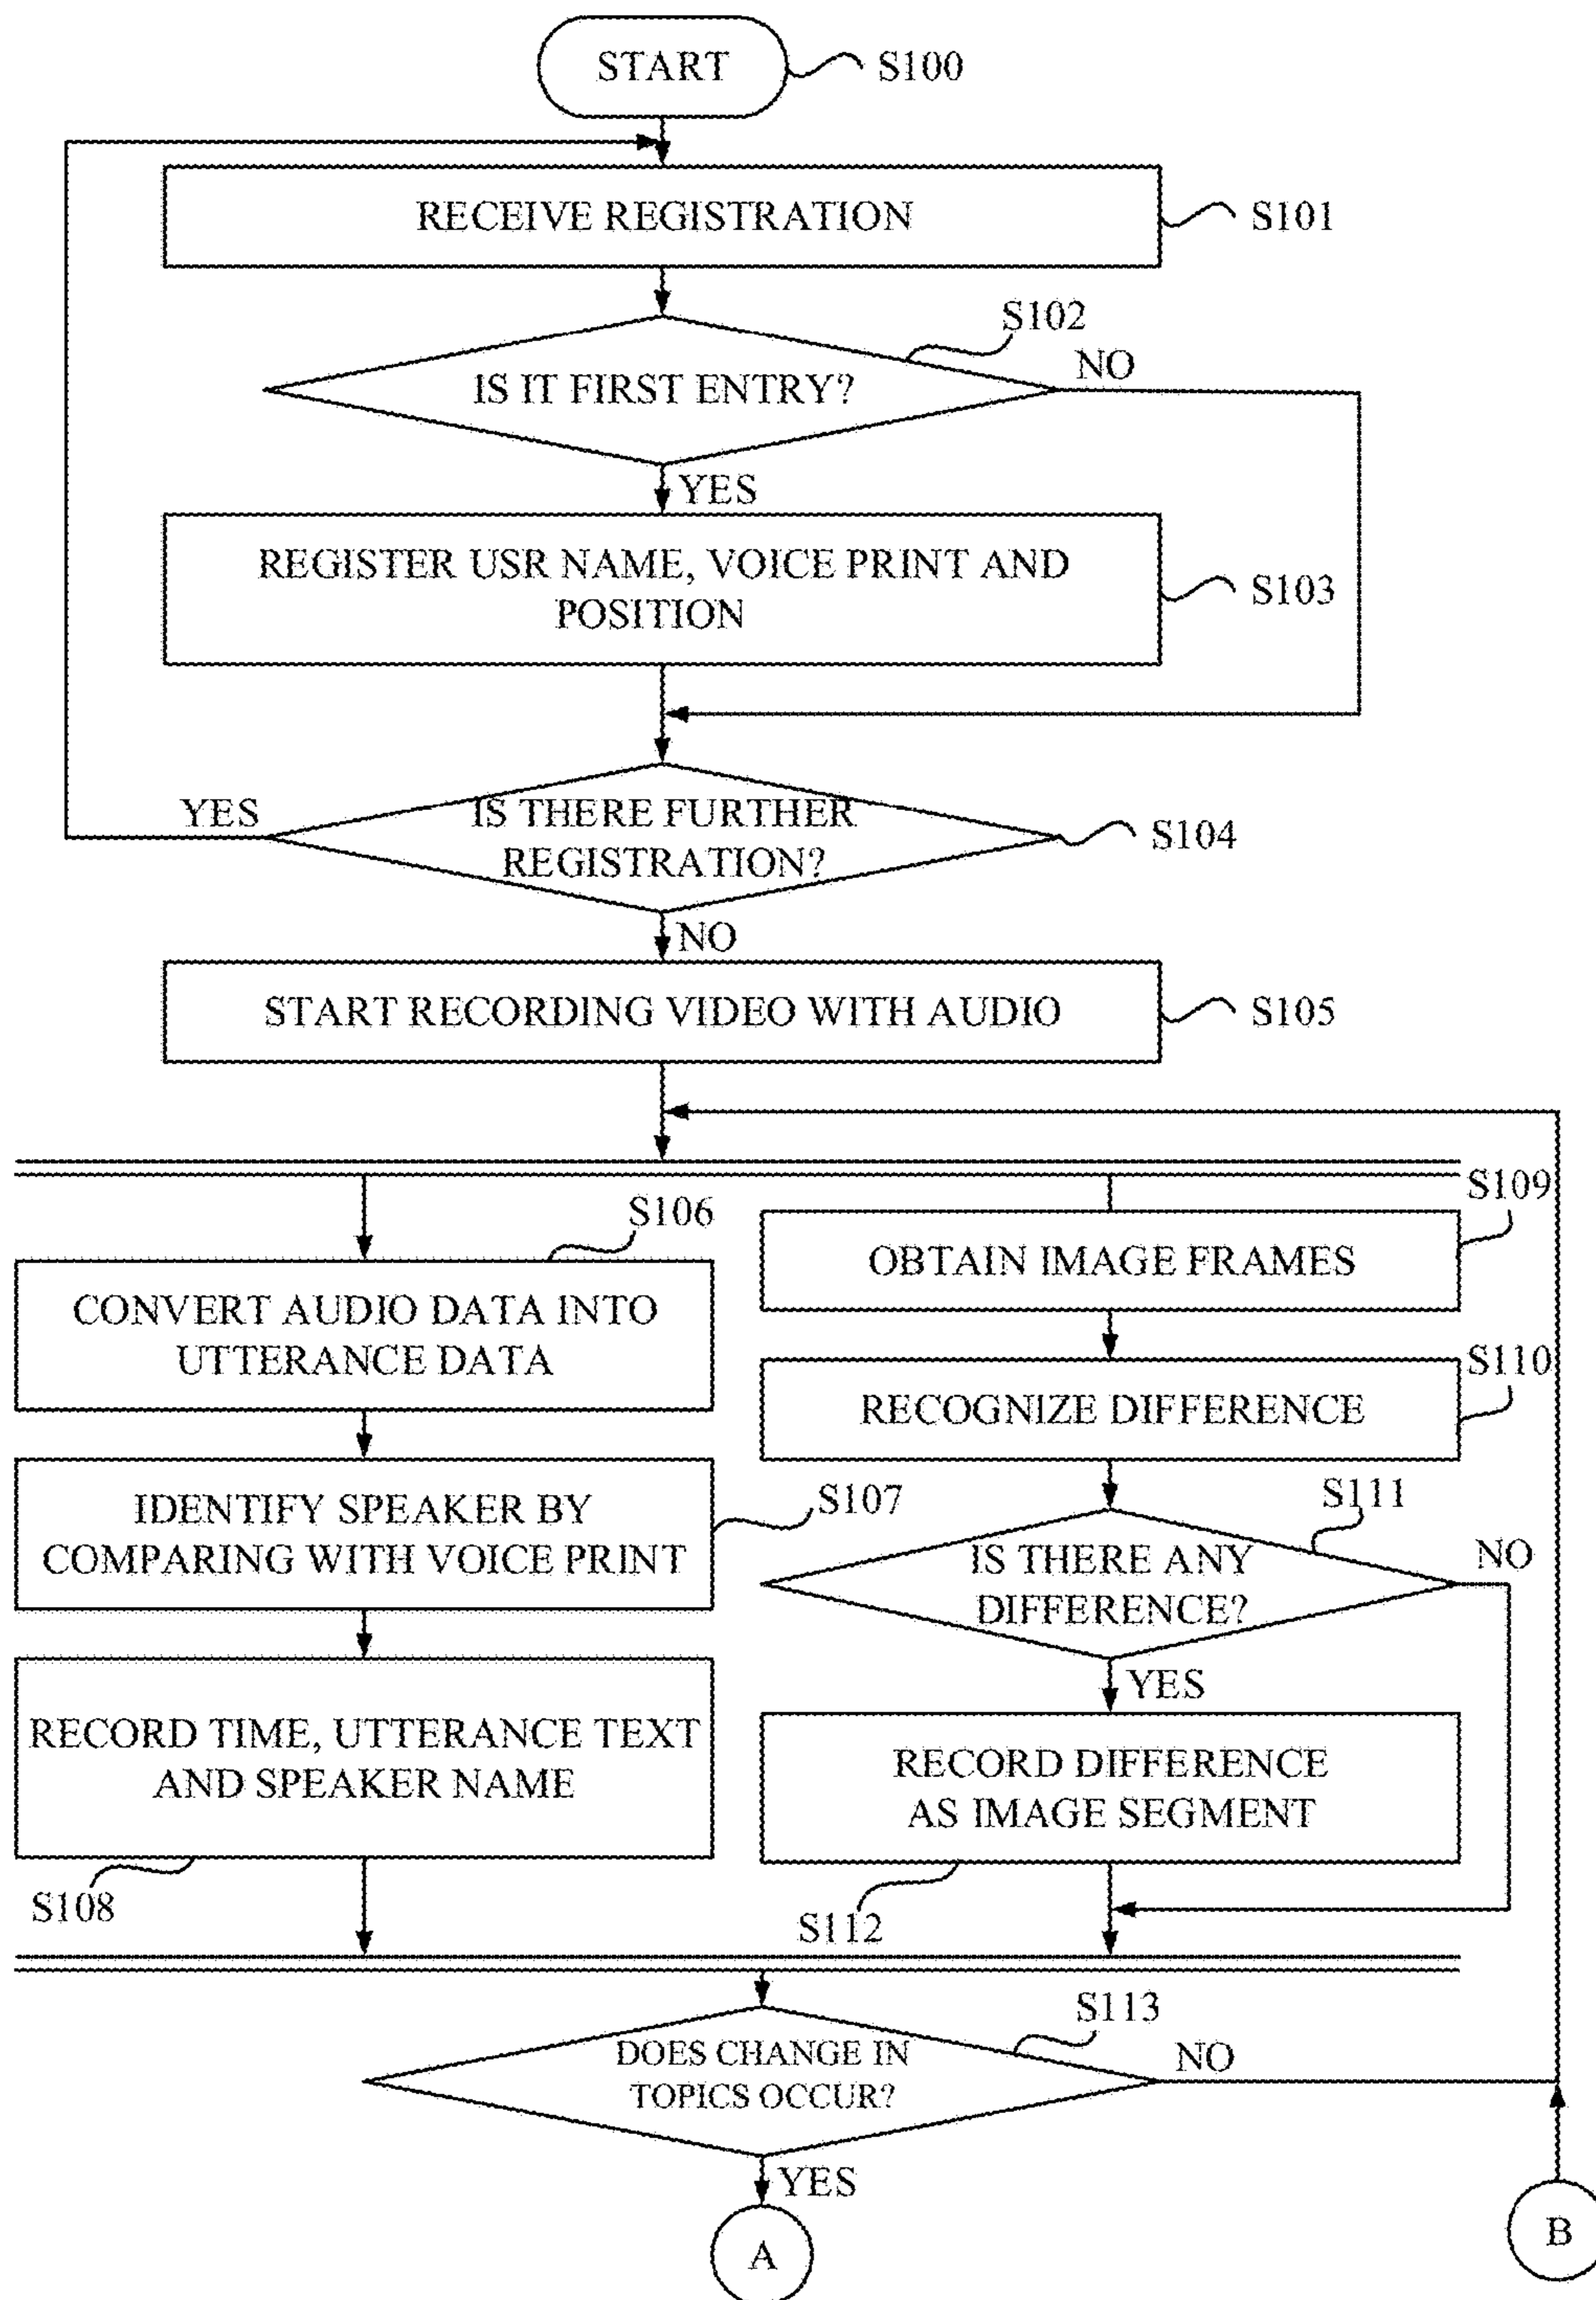 START
S100
RECEIVE REGISTRATION
S101
S102
IS IT FIRST ENTRY?
NO
YES
REGISTER USR NAME, VOICE PRINT AND
POSITION
S103
YES
IS THERE FURTHER
REGISTRATION?
S104
NO
START RECORDING VIDEO WITH AUDIO
S105
S106
CONVERT AUDIO DATA INTO
UTTERANCE DATA
IDENTIFY SPEAKER BY
COMPARING WITH VOICE PRINT
S107
RECORD TIME, UTTERANCE TEXT
AND SPEAKER NAME
S108
S109
OBTAIN IMAGE FRAMES
S110
RECOGNIZE DIFFERENCE
S111
IS THERE ANY
DIFFERENCE?
NO
YES
RECORD DIFFERENCE
AS IMAGE SEGMENT
S112
S113
DOES CHANGE IN
TOPICS OCCUR?
NO
YES
A
B